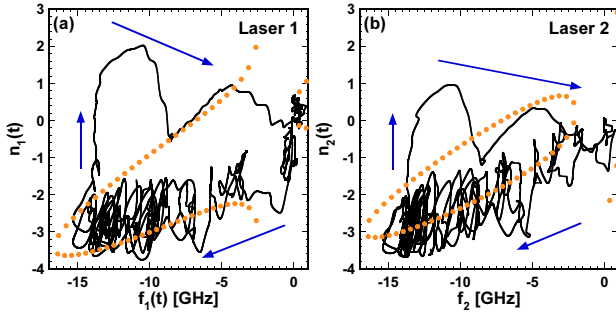 (a) Laser 1
n1(t)
3
2
1
0
-1
-2
-3
-4
-15 -10 -5 0
f1(t) [GHz]
(b) Laser 2
n2(t)
3
2
1
0
-1
-2
-3
-4
-15 -10 -5 0
f2 [GHz]